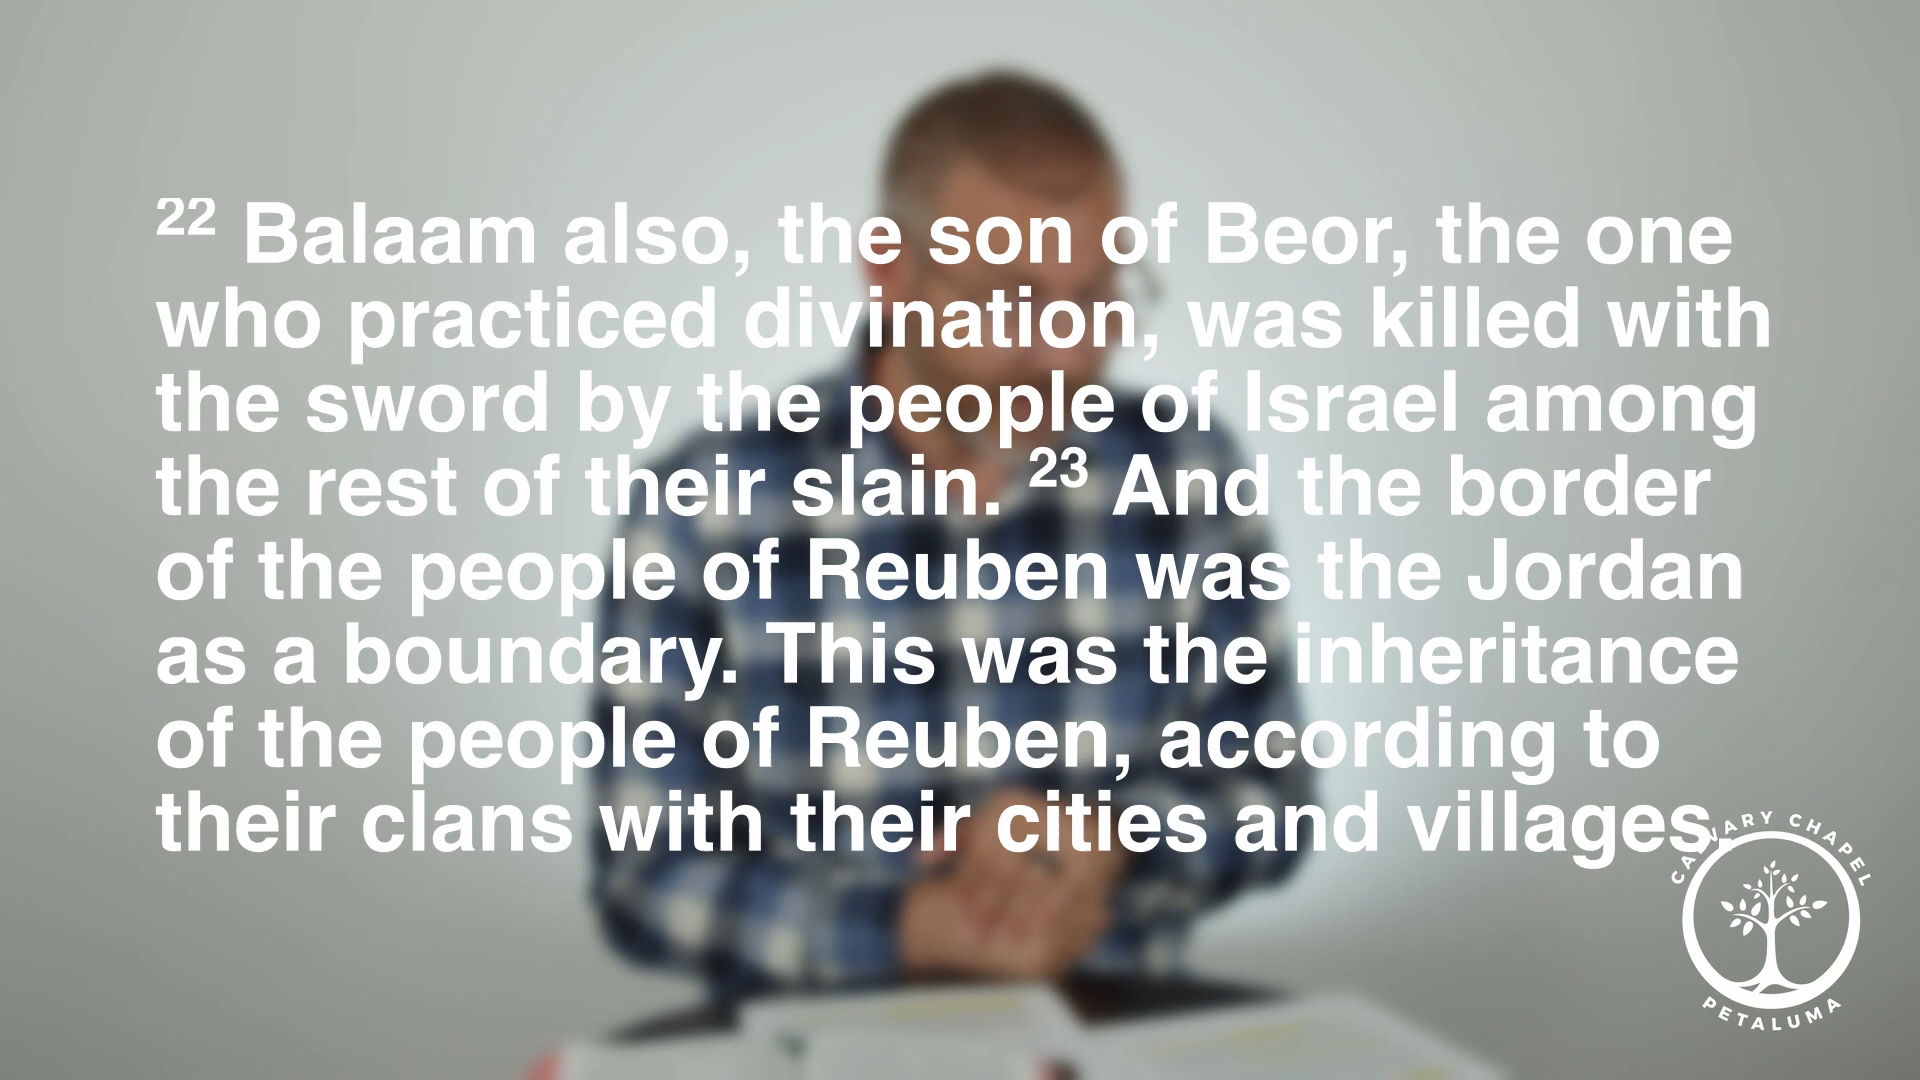 22 Balaam also, the son of Beor, the one
who practiced divination, was killed with
the sword by the people of Israel among
the rest of their slain. 23 And the border
of the people of Reuben was the Jordan
as a boundary. This was the inheritance
of the people of Reuben, according to
their clans with their cities and villages.
CALVARY CHAPEL
PETALUMA